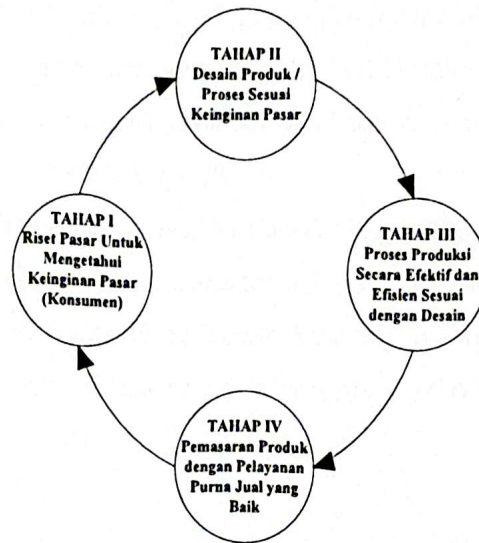 TAHAP I
Riset Pasar Untuk
Mengetahui
Keinginan Pasar
(Konsumen)
TAHAP II
Desain Produk /
Proses Sesuai
Keinginan Pasar
TAHAP III
Proses Produksi
Secara Efektif dan
Efisien Sesuai
dengan Desain
TAHAP IV
Pemasaran Produk
dengan Pelayanan
Purna Jual yang
Baik